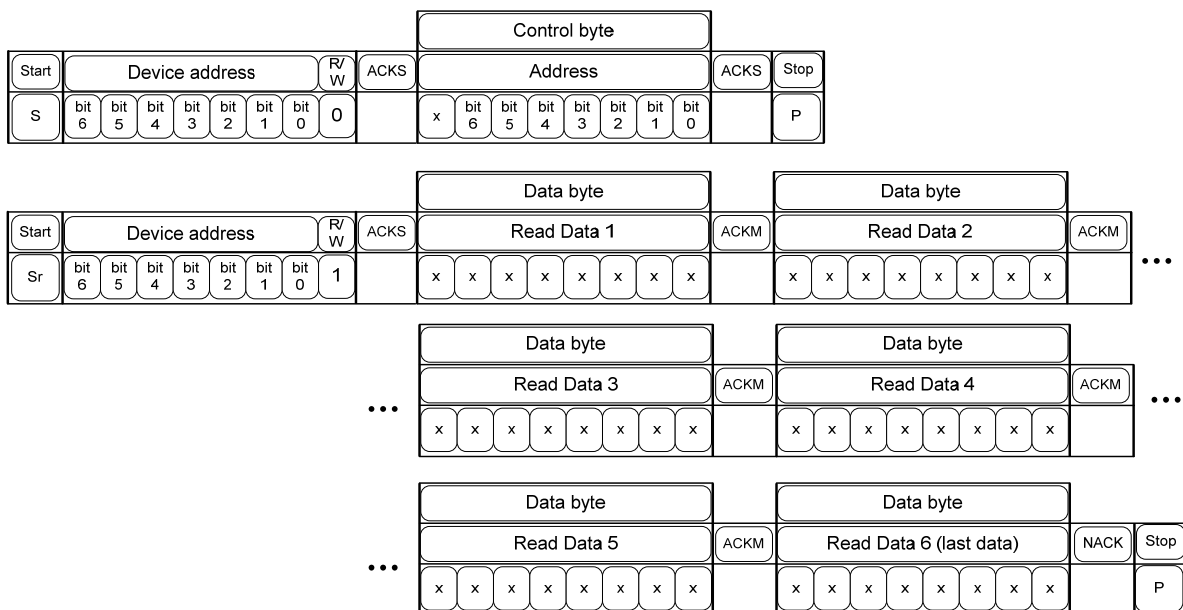 Control byte
Start Device address R/W ACKS Address ACKS Stop
S bit 6 bit 5 bit 4 bit 3 bit 2 bit 1 bit 0 0 x bit 6 bit 5 bit 4 bit 3 bit 2 bit 1 bit 0 P
Data byte Data byte
Start Device address R/W ACKS Read Data 1 ACKM Read Data 2 ACKM
Sr bit 6 bit 5 bit 4 bit 3 bit 2 bit 1 bit 0 1 x x x x x x x x x x x x x x x x ...
Data byte Data byte
... Read Data 3 ACKM Read Data 4 ACKM ...
x x x x x x x x x x x x x x x x
Data byte Data byte
... Read Data 5 ACKM Read Data 6 (last data) NACK Stop
x x x x x x x x x x x x x x x x P